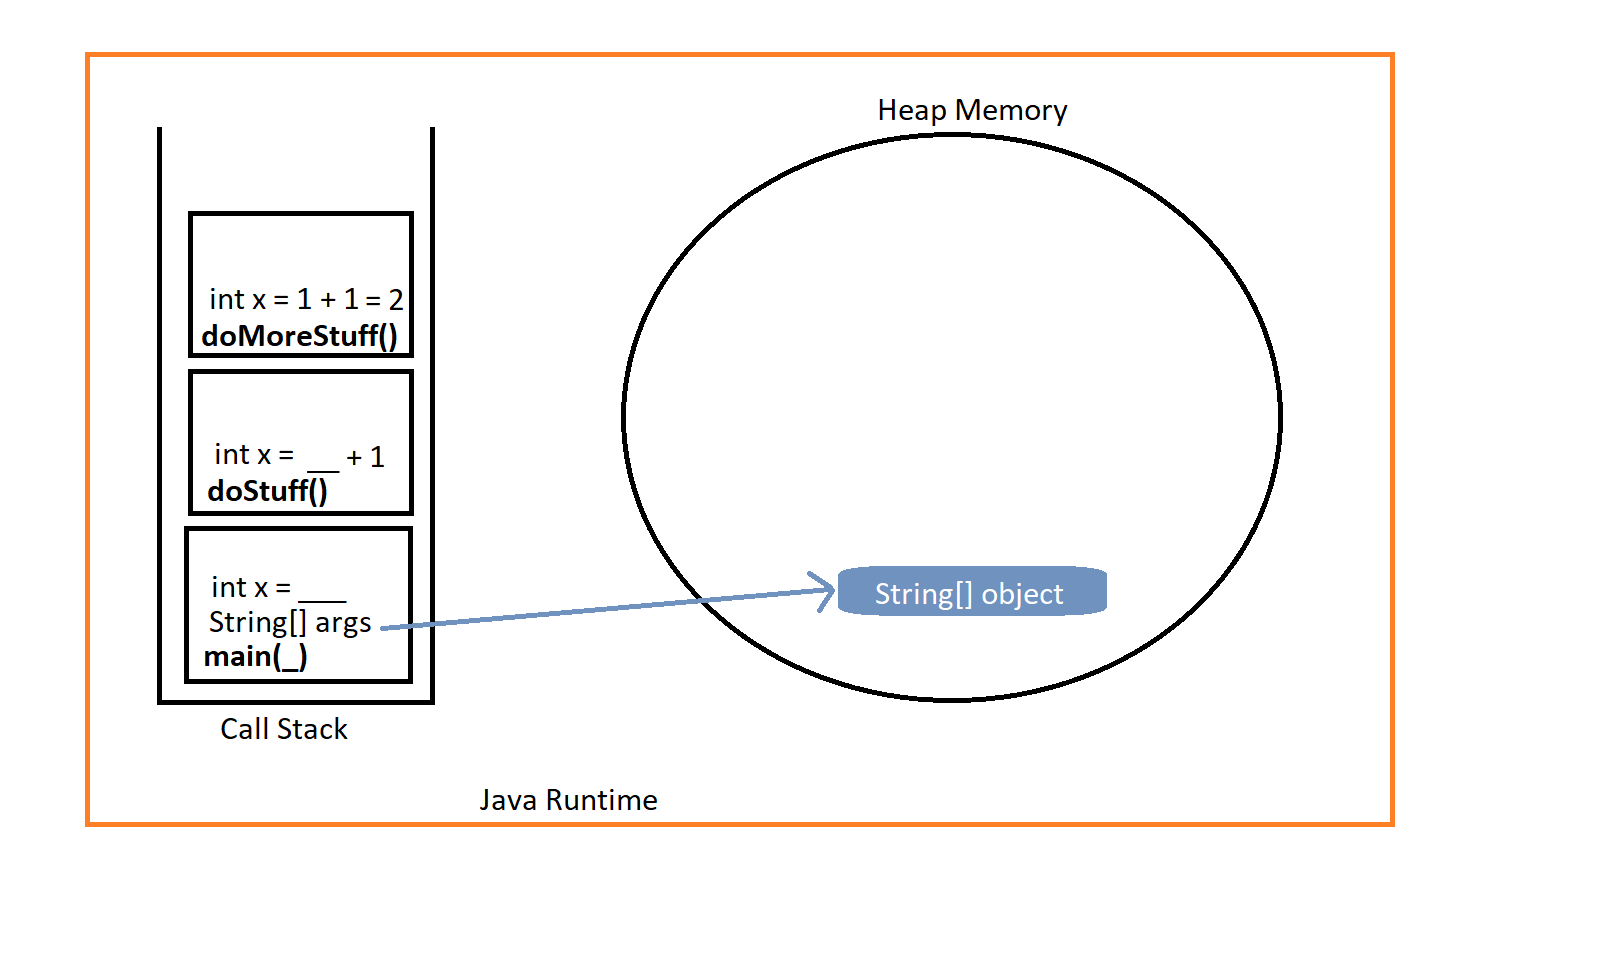 Heap Memory
int x = 1 + 1 = 2
doMoreStuff()
int x = __ + 1
doStuff()
int x = ___
String[] args
main(_)
String[] object
Call Stack
Java Runtime